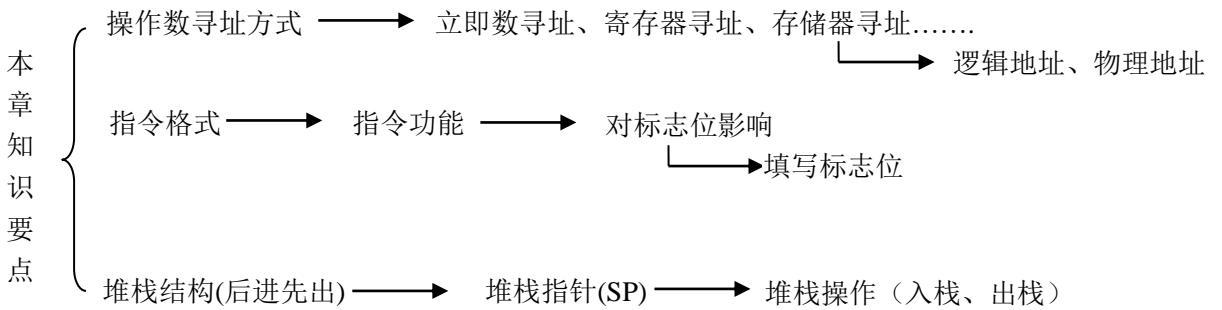 本章知识要点
操作数寻址方式 立即数寻址、寄存器寻址、存储器寻址…….
逻辑地址、物理地址
指令格式 指令功能 对标志位影响
填写标志位
堆栈结构(后进先出) 堆栈指针(SP) 堆栈操作（入栈、出栈）